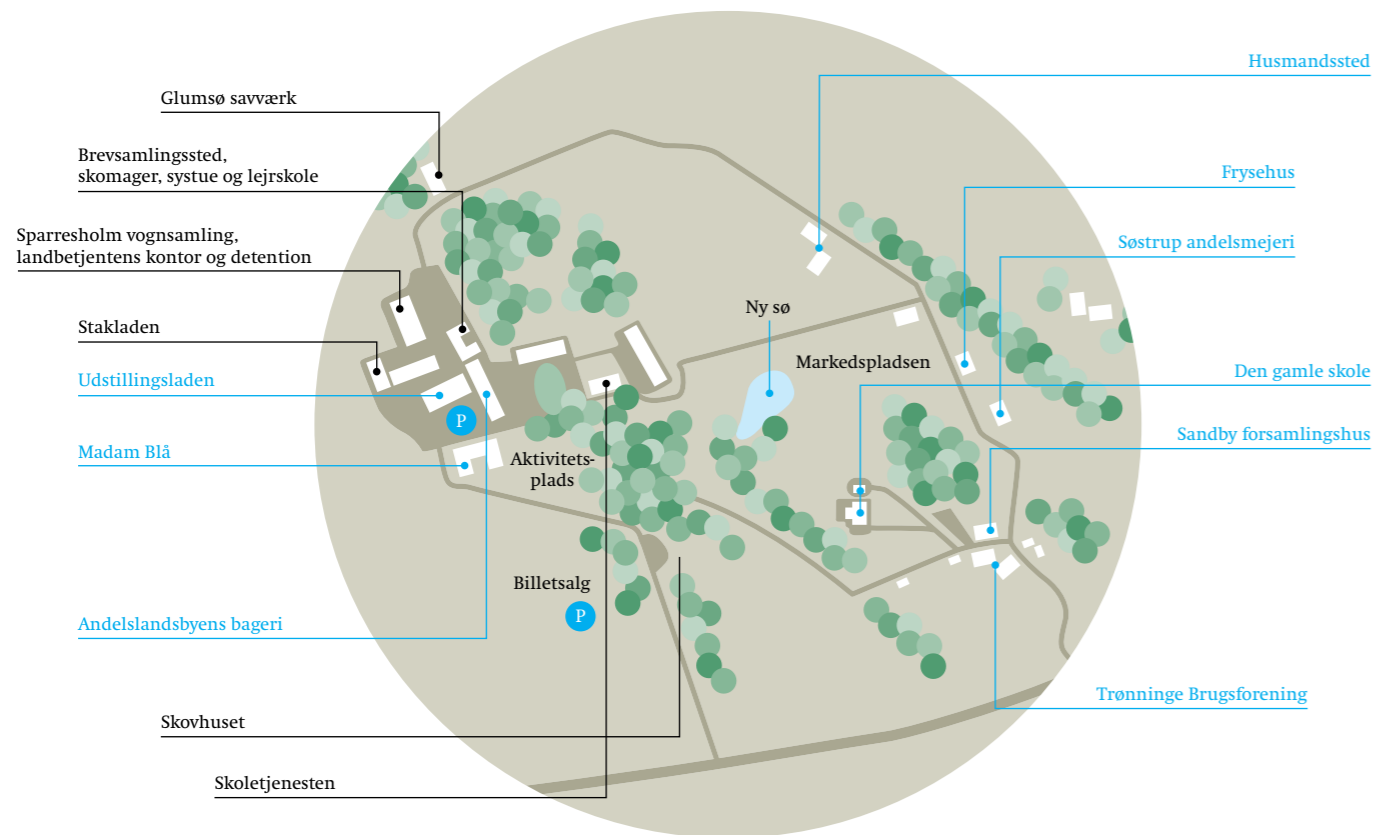 Husmandssted
Glumsø savværk
Brevsamlingssted,
skomager, systue og lejrskole
Frysehus
Sparresholm vognsamling,
landbetjentens kontor og detention
Søstrup andelsmejeri
Ny sø
Stakladen
Markedspladsen
Udstillingsladen
Den gamle skole
P
Madam Blå
Aktivitets-
plads
Sandby forsamlingshus
Billetsalg
P
Andelslandsbyens bageri
Trønninge Brugsforening
Skovhuset
Skoletjenesten